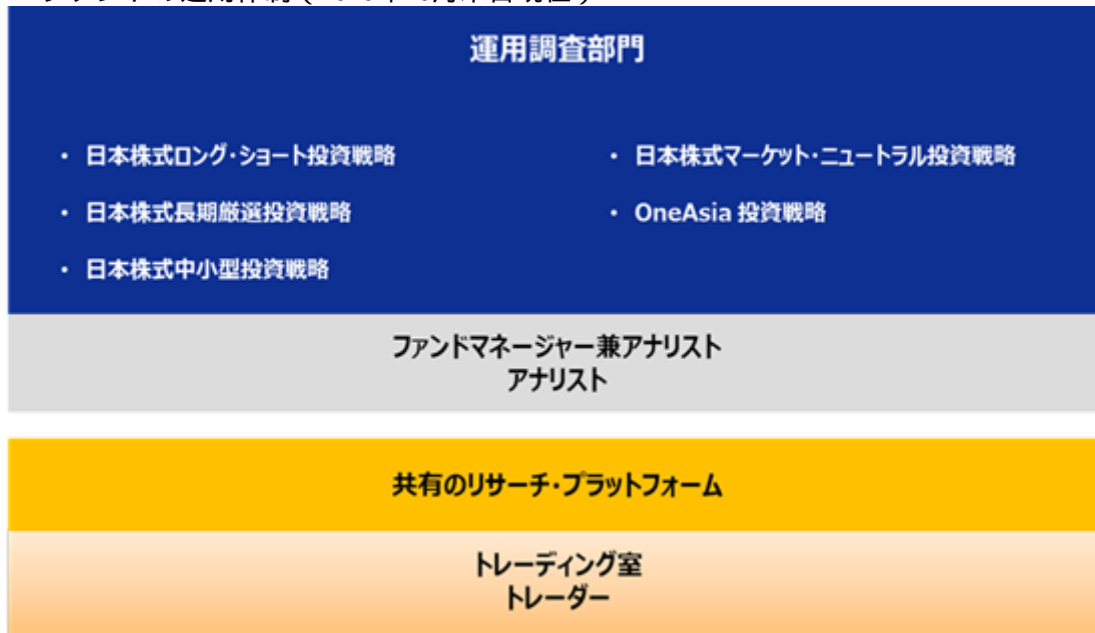 運用調査部門
・ 日本株式ロング・ショート投資戦略
・ 日本株式マーケット・ニュートラル投資戦略
・ 日本株式長期厳選投資戦略
・ OneAsia 投資戦略
・ 日本株式中小型投資戦略
ファンドマネージャー兼アナリスト
アナリスト
共有のリサーチ・プラットフォーム
トレーディング室
トレーダー